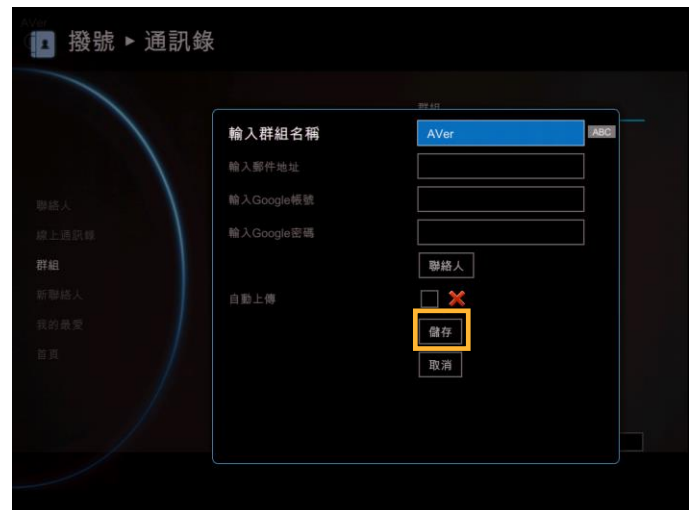 AVer
撥號 ► 通訊錄
群組
輸入群組名稱 AVer ABC
輸入郵件地址
輸入Google帳號
輸入Google密碼
聯絡人
自動上傳
儲存
取消
聯絡人
線上通訊錄
群組
新聯絡人
我的最愛
首頁